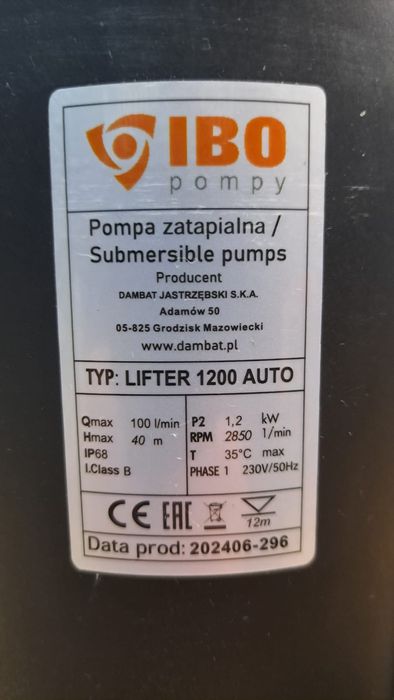 IBO
pompy
Pompa zatapialna /
Submersible pumps
Producent
DAMBAT JASTRZĘBSKI S.K.A.
Adamów 50
05-825 Grodzisk Mazowiecki
www.dambat.pl
TYP: LIFTER 1200 AUTO
Qmax 100 l/min
Hmax 40 m
IP68
I.Class B
P2 1,2 kW
RPM 2850 1/min
T 35°C max
PHASE 1 230V/50Hz
CE EAC 12m
Data prod: 202406-296